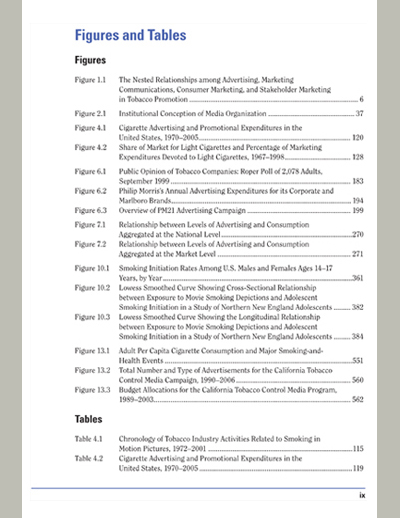 Figures and Tables
Figures
Figure 1.1 The Nested Relationships among Advertising, Marketing
Communications, Consumer Marketing, and Stakeholder Marketing
in Tobacco Promotion ........ 6
Figure 2.1 Institutional Conception of Media Organization ........ 37
Figure 4.1 Cigarette Advertising and Promotional Expenditures in the
United States, 1970–2005 ........ 120
Figure 4.2 Share of Market for Light Cigarettes and Percentage of Marketing
Expenditures Devoted to Light Cigarettes, 1967–1998 ........ 128
Figure 6.1 Public Opinion of Tobacco Companies: Roper Poll of 2,078 Adults,
September 1999 ........ 183
Figure 6.2 Philip Morris's Annual Advertising Expenditures for its Corporate and
Marlboro Brands ........ 194
Figure 6.3 Overview of PM21 Advertising Campaign ........ 199
Figure 7.1 Relationship between Levels of Advertising and Consumption
Aggregated at the National Level ........ 270
Figure 7.2 Relationship between Levels of Advertising and Consumption
Aggregated at the Market Level ........ 271
Figure 10.1 Smoking Initiation Rates Among U.S. Males and Females Ages 14–17
Years, by Year ........ 361
Figure 10.2 Lowess Smoothed Curve Showing Cross-Sectional Relationship
between Exposure to Movie Smoking Depictions and Adolescent
Smoking Initiation in a Study of Northern New England Adolescents ........ 382
Figure 10.3 Lowess Smoothed Curve Showing the Longitudinal Relationship
between Exposure to Movie Smoking Depictions and Adolescent
Smoking Initiation in a Study of Northern New England Adolescents ........ 384
Figure 13.1 Adult Per Capita Cigarette Consumption and Major Smoking-and-
Health Events ........ 551
Figure 13.2 Total Number and Type of Advertisements for the California Tobacco
Control Media Campaign, 1990–2006 ........ 560
Figure 13.3 Budget Allocations for the California Tobacco Control Media Program,
1989–2003 ........ 562
Tables
Table 4.1 Chronology of Tobacco Industry Activities Related to Smoking in
Motion Pictures, 1972–2001 ........ 115
Table 4.2 Cigarette Advertising and Promotional Expenditures in the
United States, 1970–2005 ........ 119
ix